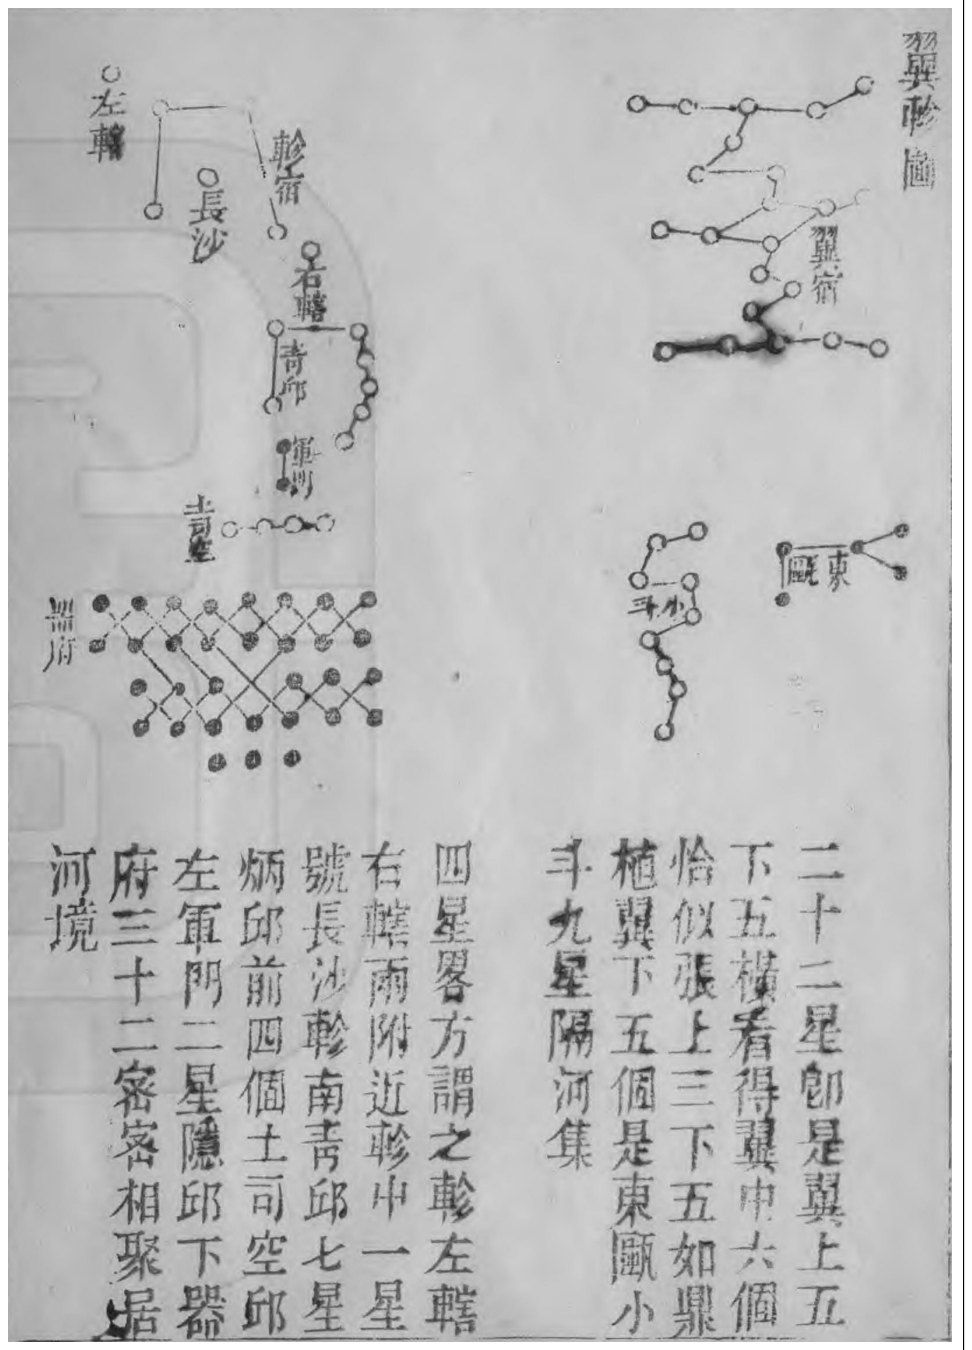 翼軫圖
翼宿
東甌
小斗
軫宿
右轄
青邱
軍門
長沙
左轄
土司空
器府
二十二星卽是翼上五
下五橫看得翼中六個
恰似張上三下五如鼎
植翼下五個是東甌小
斗九星隔河集
四星畧方謂之軫左轄
右轄兩附近軫中一星
號長沙軫南靑邱七星
炳邱前四個土司空邱
左軍門二星隱邱下器
府三十二密密相聚居
河境